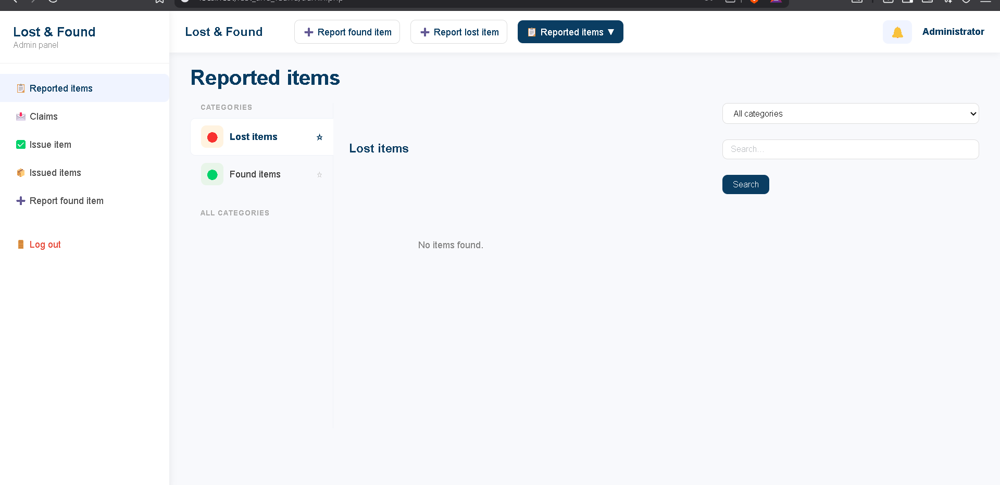 Lost & Found
Admin panel
Reported items
Claims
Issue item
Issued items
Report found item
Log out
Lost & Found
Report found item
Report lost item
Reported items ▼
Administrator
Reported items
CATEGORIES
Lost items
Found items
ALL CATEGORIES
Lost items
No items found.
All categories
Search...
Search